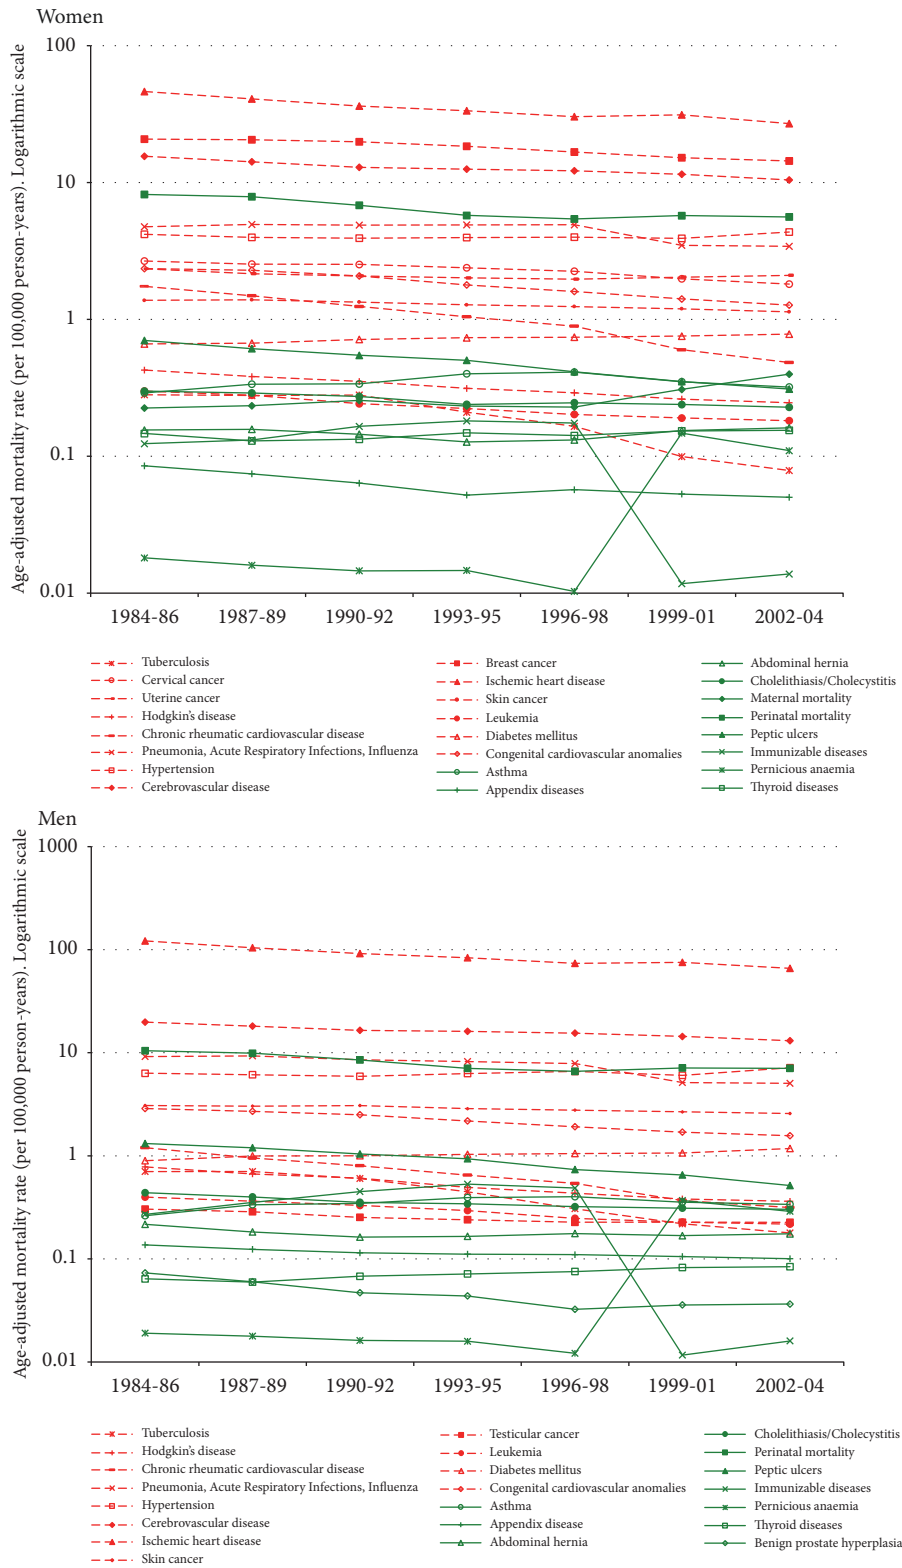 Women
Age-adjusted mortality rate (per 100,000 person-years). Logarithmic scale
100
10
1
0.1
0.01
1984-86 1987-89 1990-92 1993-95 1996-98 1999-01 2002-04
Tuberculosis
Cervical cancer
Uterine cancer
Hodgkin's disease
Chronic rheumatic cardiovascular disease
Pneumonia, Acute Respiratory Infections, Influenza
Hypertension
Cerebrovascular disease
Breast cancer
Ischemic heart disease
Skin cancer
Leukemia
Diabetes mellitus
Congenital cardiovascular anomalies
Asthma
Appendix diseases
Abdominal hernia
Cholelithiasis/Cholecystitis
Maternal mortality
Perinatal mortality
Peptic ulcers
Immunizable diseases
Pernicious anaemia
Thyroid diseases
Men
Age-adjusted mortality rate (per 100,000 person-years). Logarithmic scale
1000
100
10
1
0.1
0.01
1984-86 1987-89 1990-92 1993-95 1996-98 1999-01 2002-04
Tuberculosis
Hodgkin's disease
Chronic rheumatic cardiovascular disease
Pneumonia, Acute Respiratory Infections, Influenza
Hypertension
Cerebrovascular disease
Ischemic heart disease
Skin cancer
Testicular cancer
Leukemia
Diabetes mellitus
Congenital cardiovascular anomalies
Asthma
Appendix disease
Abdominal hernia
Cholelithiasis/Cholecystitis
Perinatal mortality
Peptic ulcers
Immunizable diseases
Pernicious anaemia
Thyroid diseases
Benign prostate hyperplasia